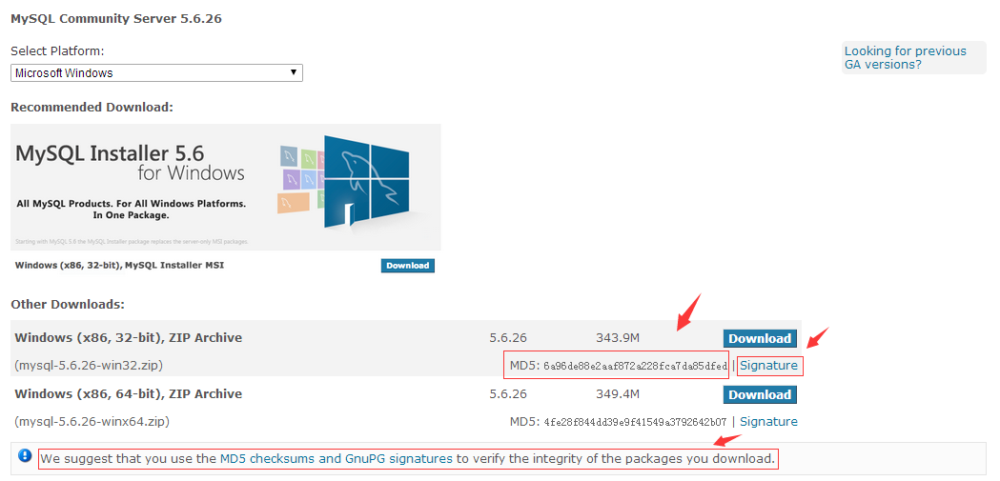 MySQL Community Server 5.6.26
Select Platform:
Microsoft Windows
Looking for previous
GA versions?
Recommended Download:
MySQL Installer 5.6
for Windows
All MySQL Products. For All Windows Platforms.
In One Package.
Starting with MySQL 5.6 the MySQL Installer package replaces the server-only MSI packages.
Windows (x86, 32-bit), MySQL Installer MSI Download
Other Downloads:
Windows (x86, 32-bit), ZIP Archive 5.6.26 343.9M Download
(mysql-5.6.26-win32.zip) MD5: 6a96de88e2aaf872a228fca7da85dfed | Signature
Windows (x86, 64-bit), ZIP Archive 5.6.26 349.4M Download
(mysql-5.6.26-winx64.zip) MD5: 4fe28f844dd39e9f41549a3792642b07 | Signature
We suggest that you use the MD5 checksums and GnuPG signatures to verify the integrity of the packages you download.